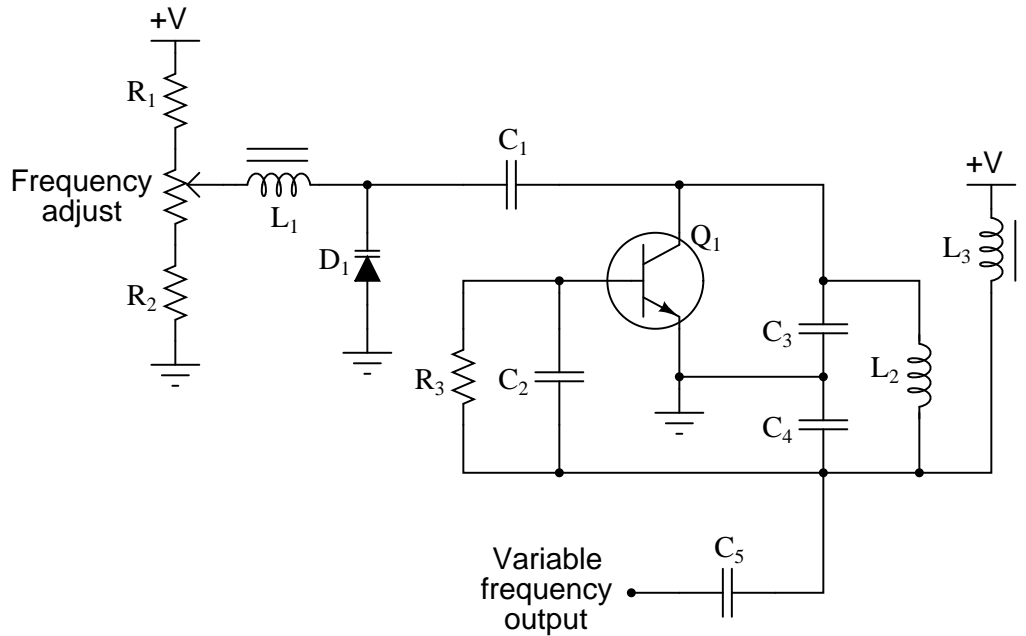 +V
R1
Frequency
adjust
L1
R2
D1
C1
Q1
+V
L3
R3
C2
C3
L2
C4
Variable
frequency
output
C5